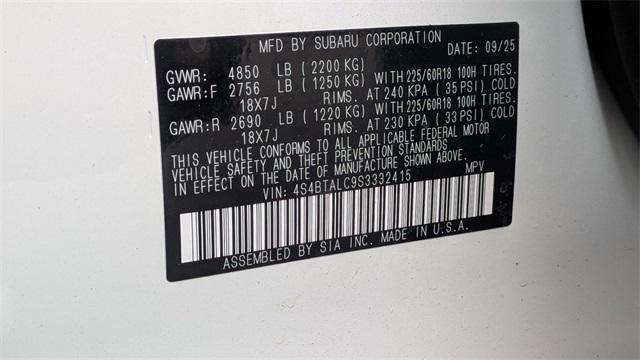 MFD BY SUBARU CORPORATION
DATE: 09/25
GVWR: 4850 LB ( 2200 KG)
GAWR:F 2756 LB ( 1250 KG) WITH 225/60R18 100H TIRES.
18X7J RIMS. AT 240 KPA ( 35 PSI) COLD
GAWR:R 2690 LB ( 1220 KG) WITH 225/60R18 100H TIRES.
18X7J RIMS. AT 230 KPA ( 33 PSI) COLD
THIS VEHICLE CONFORMS TO ALL APPLICABLE FEDERAL MOTOR
VEHICLE SAFETY, BUMPER, AND THEFT PREVENTION STANDARDS
IN EFFECT ON THE DATE OF MANUFACTURE SHOWN ABOVE.
VIN: 4S4BTALC9S3332415 MPV
ASSEMBLED BY SIA INC. MADE IN U.S.A.